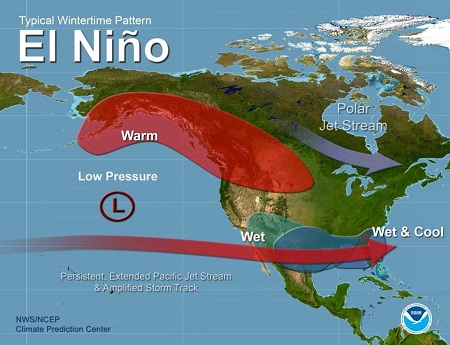 Typical Wintertime Pattern
El Niño
Polar
Jet Stream
Warm
Low Pressure
L
Wet
Wet & Cool
Persistent, Extended Pacific Jet Stream
& Amplified Storm Track
NWS/NCEP
Climate Prediction Center
NOAA